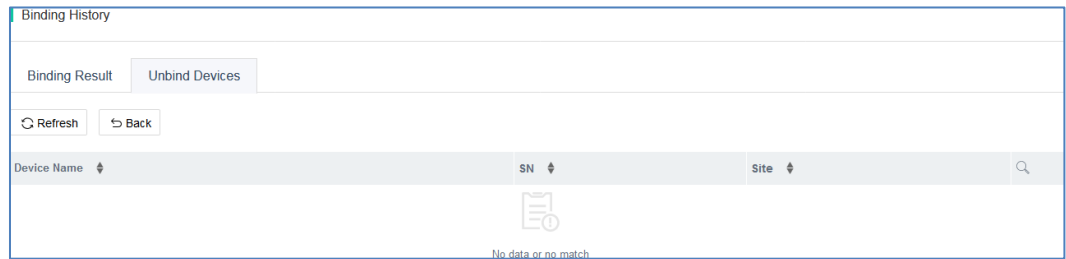 Binding History
Binding Result Unbind Devices
Refresh Back
Device Name SN Site
No data or no match